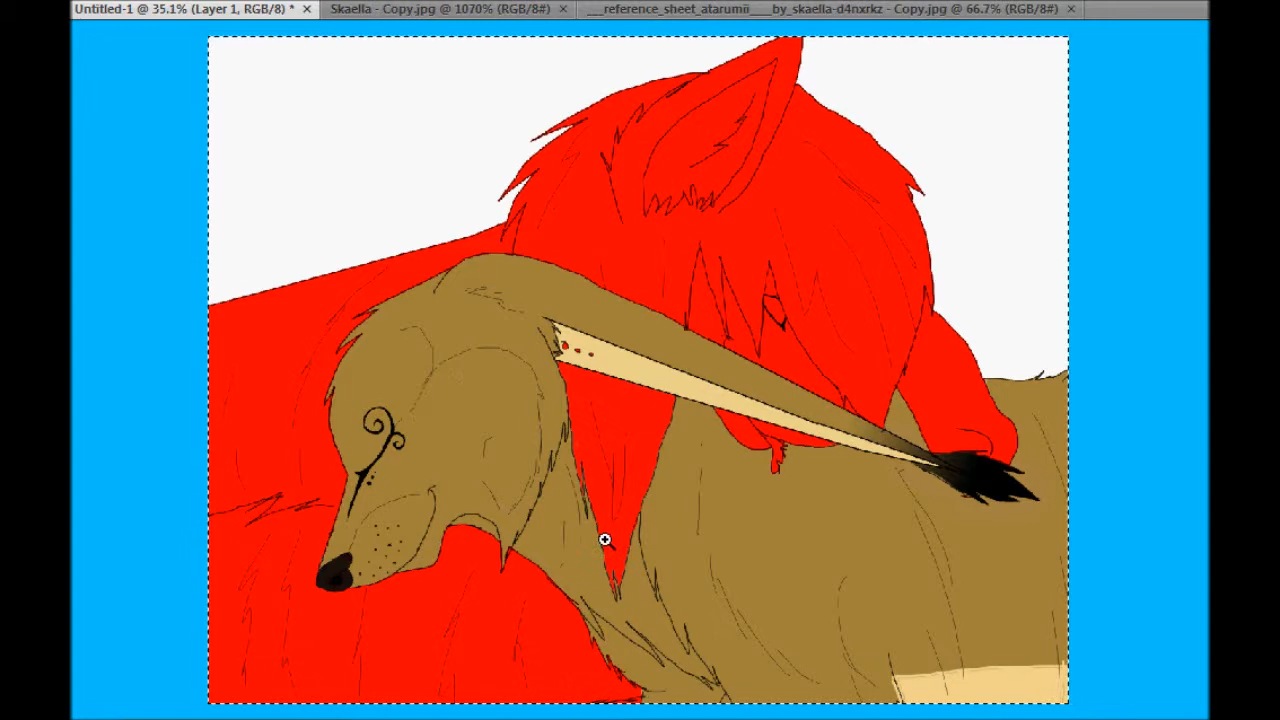 Untitled-1 @ 35.1% (Layer 1, RGB/8) * × Skaella - Copy.jpg @ 1070% (RGB/8#) × ___reference_sheet_atarumii____by_skaella-d4nxrkz - Copy.jpg @ 66.7% (RGB/8#) ×